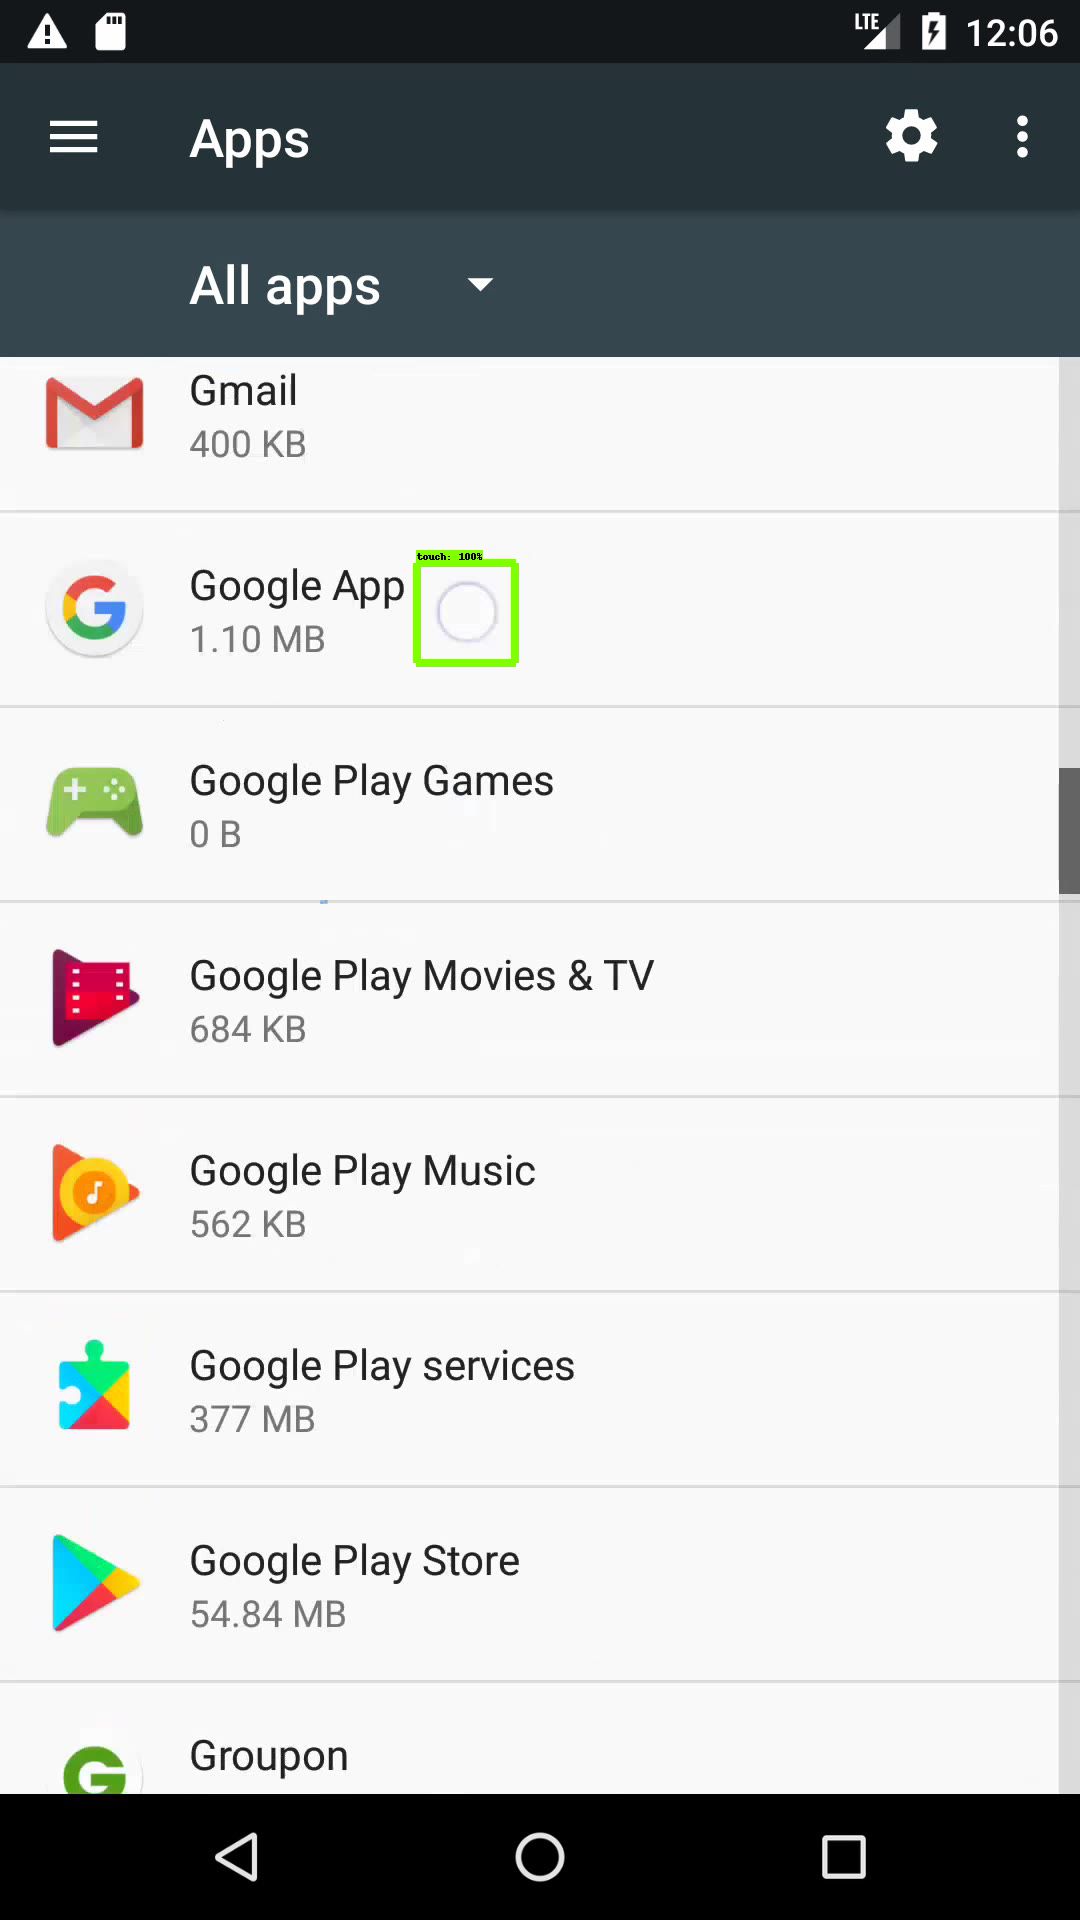 LTE 12:06
Apps
All apps
Gmail
400 KB
touch: 100%
Google App
1.10 MB
Google Play Games
0 B
Google Play Movies & TV
684 KB
Google Play Music
562 KB
Google Play services
377 MB
Google Play Store
54.84 MB
Groupon